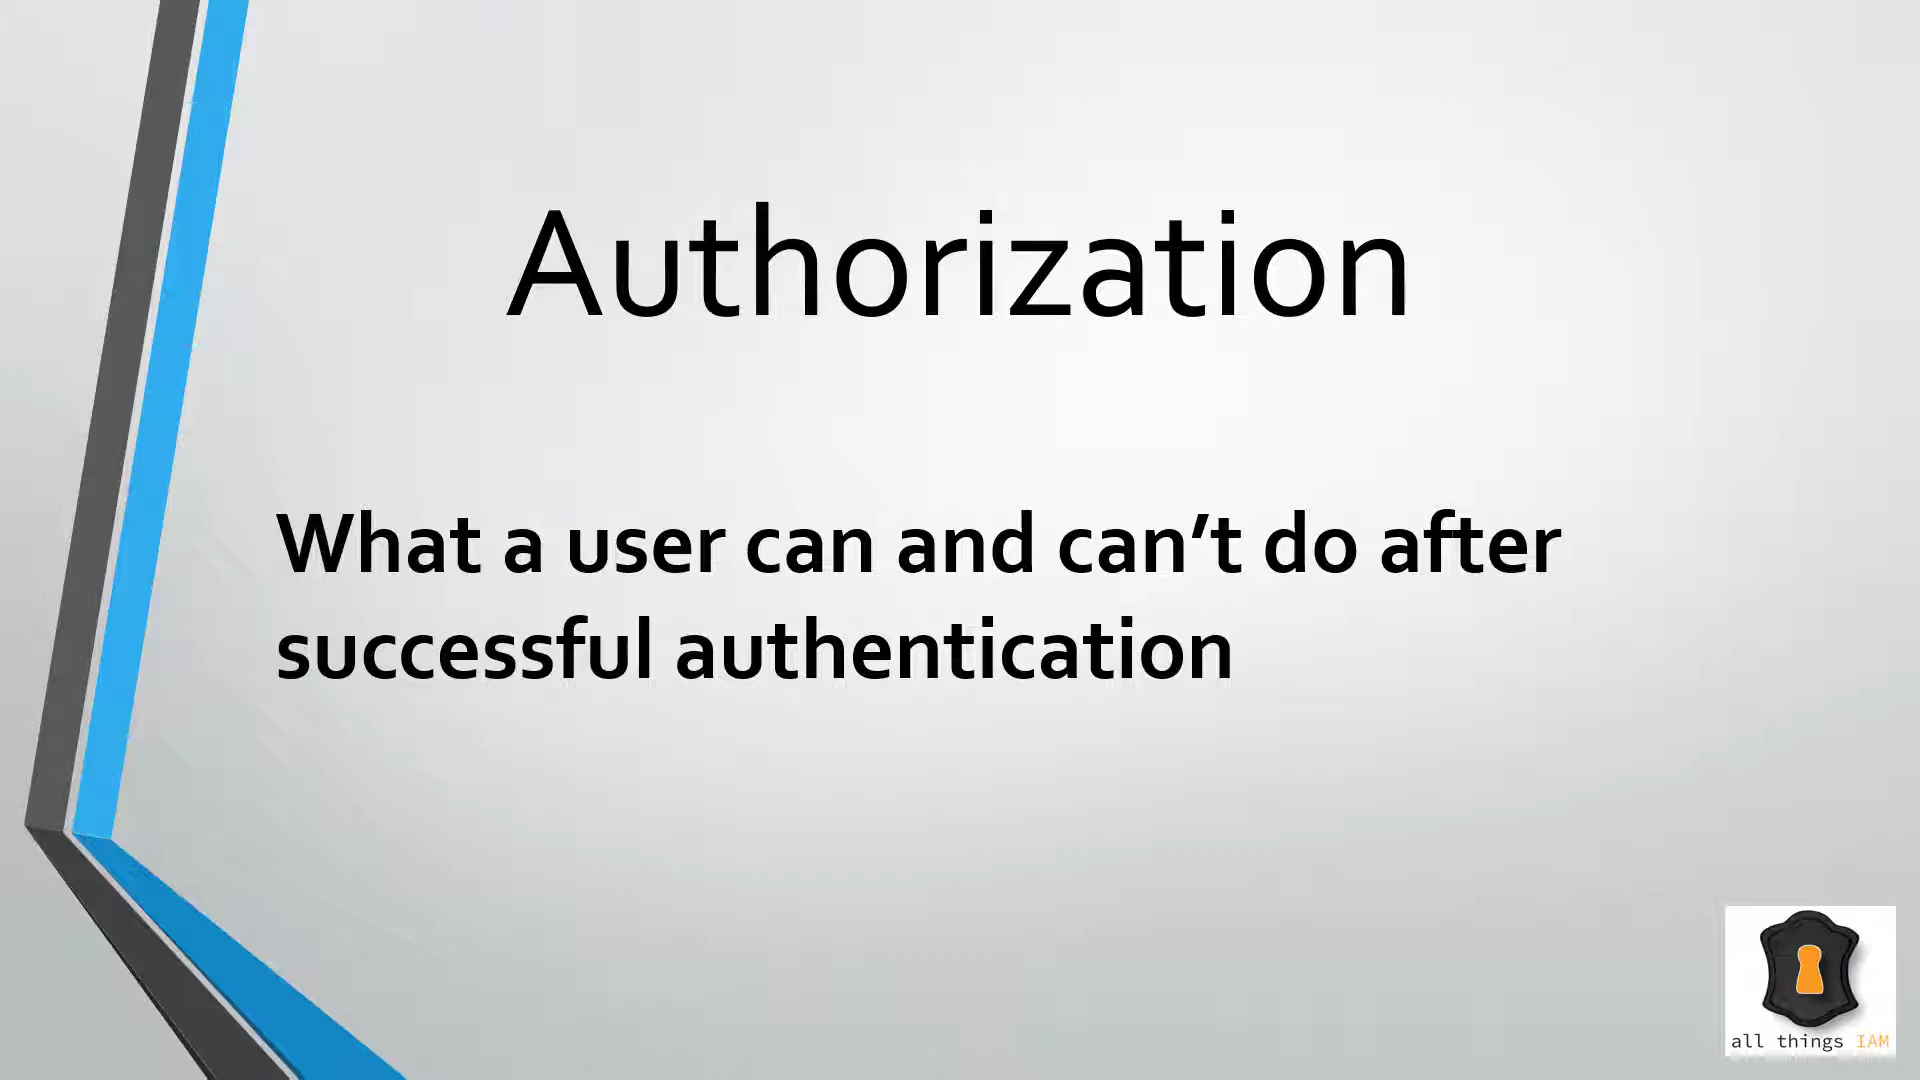 Authorization
What a user can and can’t do after
successful authentication
all things IAM